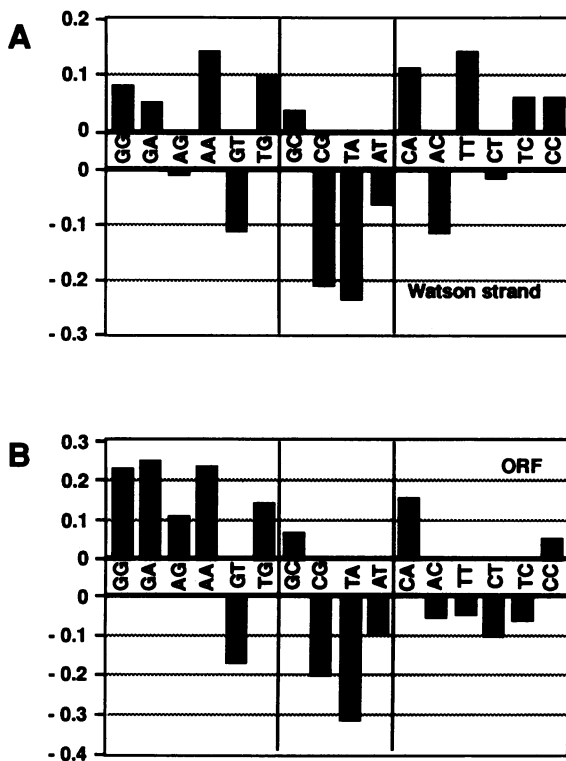 A
0.2
0.1
0
GG GA AG AA GT TG GC CG TA AT CA AC TT CT TC CC
0
- 0.1
- 0.2
Watson strand
- 0.3
B
0.3
ORF
0.2
0.1
0
GG GA AG AA GT TG GC CG TA AT CA AC TT CT TC CC
0
- 0.1
- 0.2
- 0.3
- 0.4